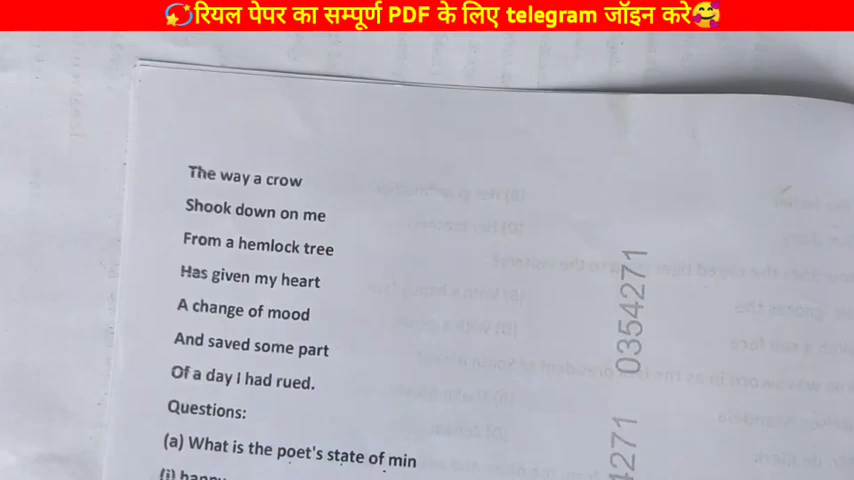 💫रियल पेपर का सम्पूर्ण PDF के लिए telegram जॉइन करे🥰
The way a crow
Shook down on me
From a hemlock tree
Has given my heart
A change of mood
And saved some part
Of a day I had rued.
Questions:
(a) What is the poet's state of min
(i) happy
0354271
4271